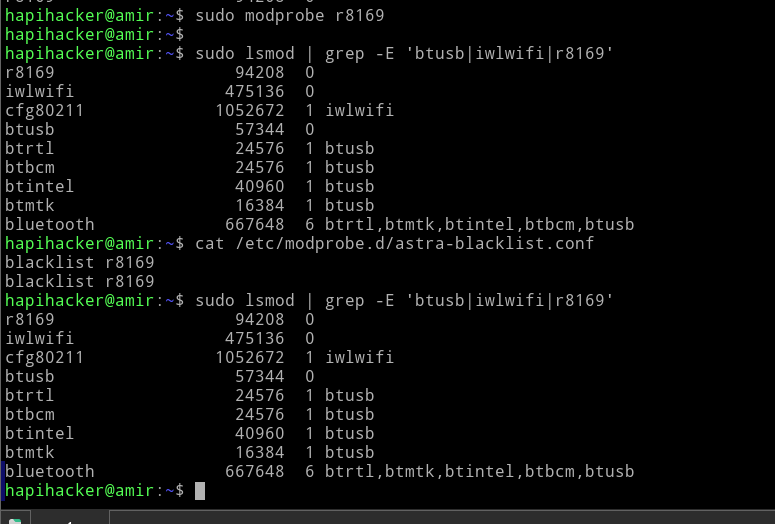 hapihacker@amir:~$ sudo modprobe r8169
hapihacker@amir:~$
hapihacker@amir:~$ sudo lsmod | grep -E 'btusb|iwlwifi|r8169'
r8169                  94208  0
iwlwifi               475136  0
cfg80211             1052672  1 iwlwifi
btusb                  57344  0
btrtl                  24576  1 btusb
btbcm                  24576  1 btusb
btintel                40960  1 btusb
btmtk                  16384  1 btusb
bluetooth             667648  6 btrtl,btmtk,btintel,btbcm,btusb
hapihacker@amir:~$ cat /etc/modprobe.d/astra-blacklist.conf
blacklist r8169
blacklist r8169
hapihacker@amir:~$ sudo lsmod | grep -E 'btusb|iwlwifi|r8169'
r8169                  94208  0
iwlwifi               475136  0
cfg80211             1052672  1 iwlwifi
btusb                  57344  0
btrtl                  24576  1 btusb
btbcm                  24576  1 btusb
btintel                40960  1 btusb
btmtk                  16384  1 btusb
bluetooth             667648  6 btrtl,btmtk,btintel,btbcm,btusb
hapihacker@amir:~$